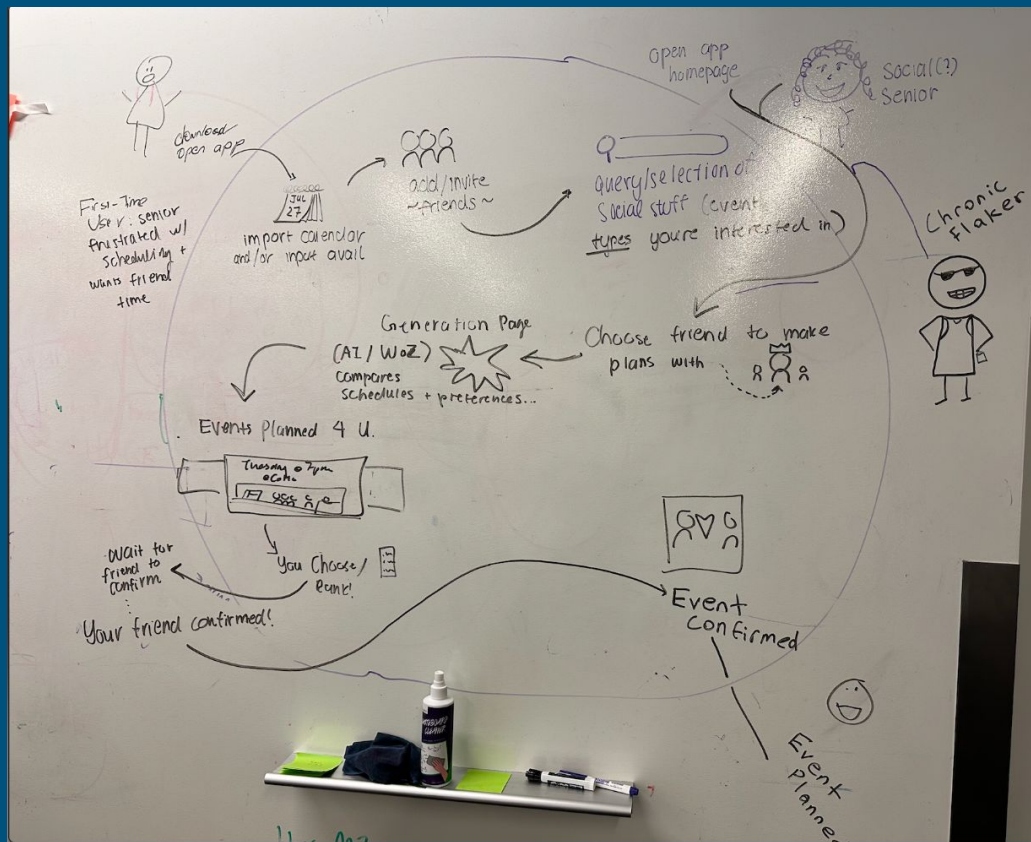 download
open app
First-Time
User: senior
frustrated w/
scheduling +
wants friend
time
JUL
27
import calendar
and/or input avail
add/invite
~friends~
open app
homepage
Social(?)
Senior
query/selection of
Social stuff (event
types you're interested in)
Chronic
flaker
Choose friend to make
plans with
Generation Page
(AI / WoZ)
compares
schedules + preferences...
Events planned 4 U.
Tuesday @ 7pm
You Choose/
Rank!
Wait for
friend to
confirm
...
Your friend confirmed!
Event
confirmed
Event
planne